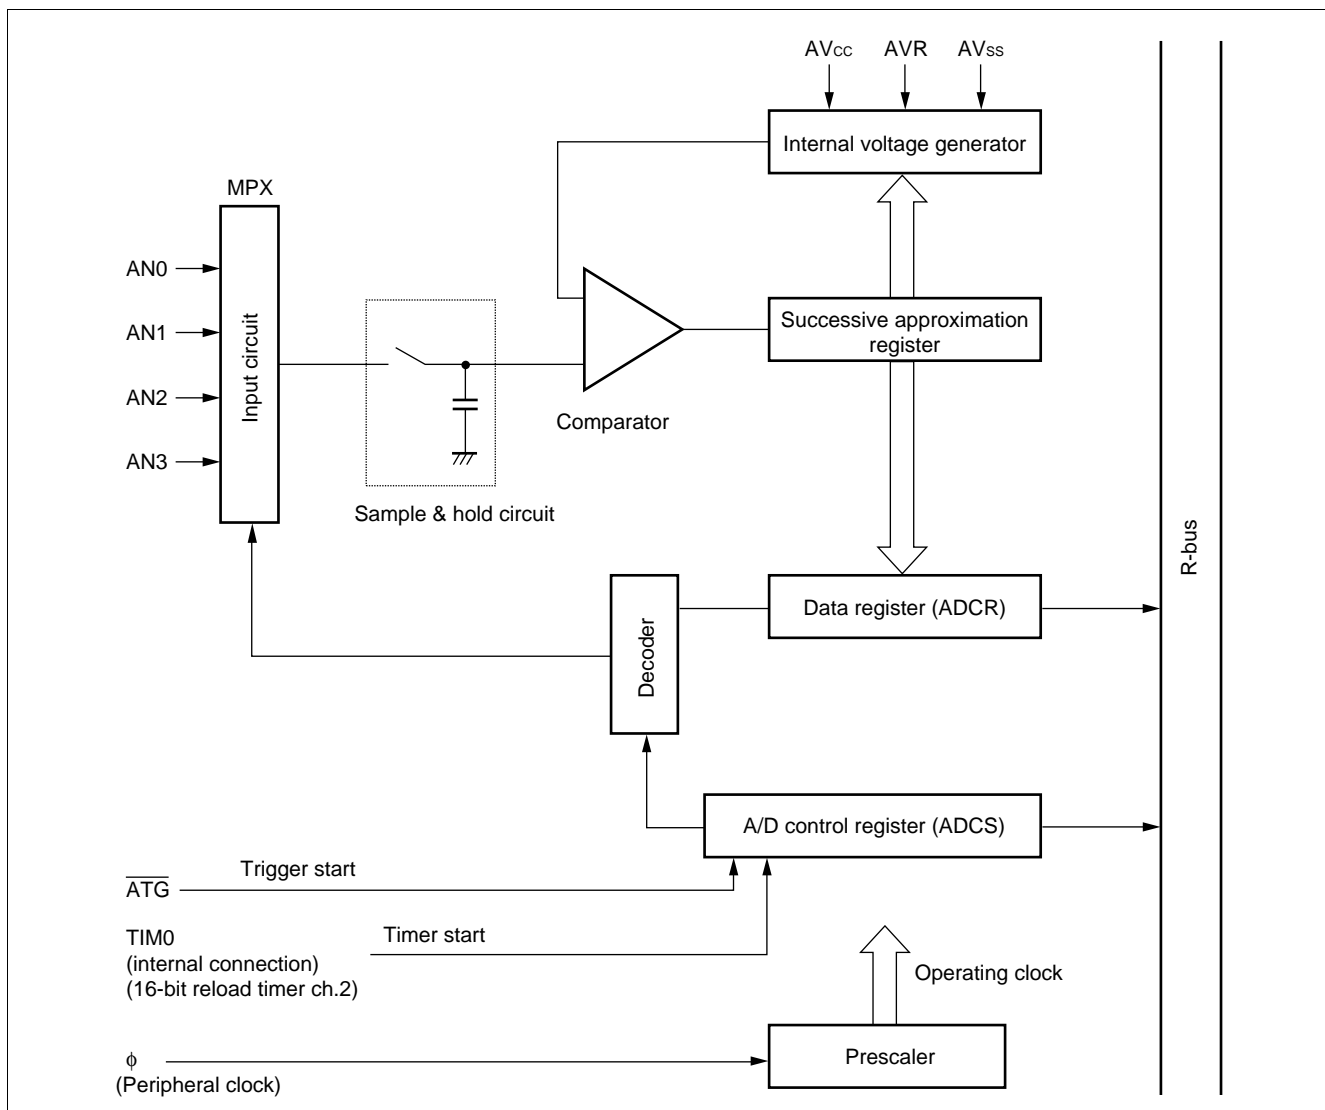 AVCC AVR AVSS
Internal voltage generator
MPX
AN0
AN1
AN2
AN3
Input circuit
Successive approximation
register
Comparator
Sample & hold circuit
R-bus
Data register (ADCR)
Decoder
A/D control register (ADCS)
Trigger start
ATG
TIM0
(internal connection)
(16-bit reload timer ch.2)
Timer start
Operating clock
Prescaler
ϕ
(Peripheral clock)